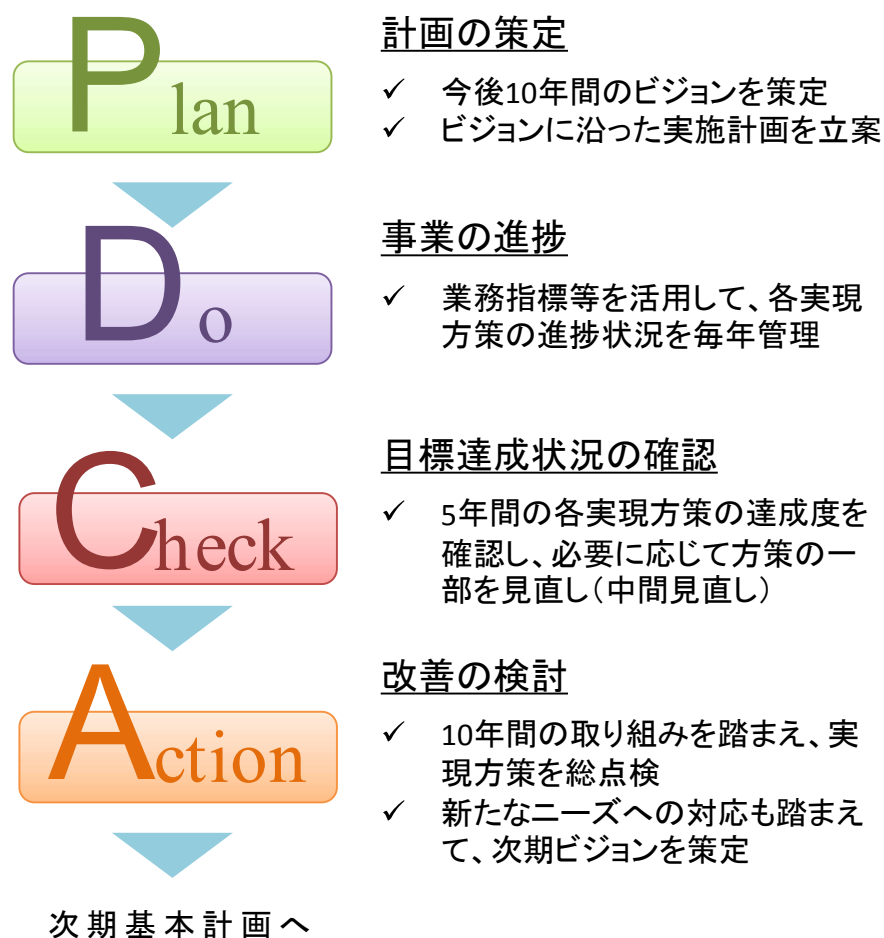 Plan
計画の策定
✓ 今後10年間のビジョンを策定
✓ ビジョンに沿った実施計画を立案
Do
事業の進捗
✓ 業務指標等を活用して、各実現
方策の進捗状況を毎年管理
Check
目標達成状況の確認
✓ 5年間の各実現方策の達成度を
確認し、必要に応じて方策の一
部を見直し（中間見直し）
Action
改善の検討
✓ 10年間の取り組みを踏まえ、実
現方策を総点検
✓ 新たなニーズへの対応も踏まえ
て、次期ビジョンを策定
次期基本計画へ